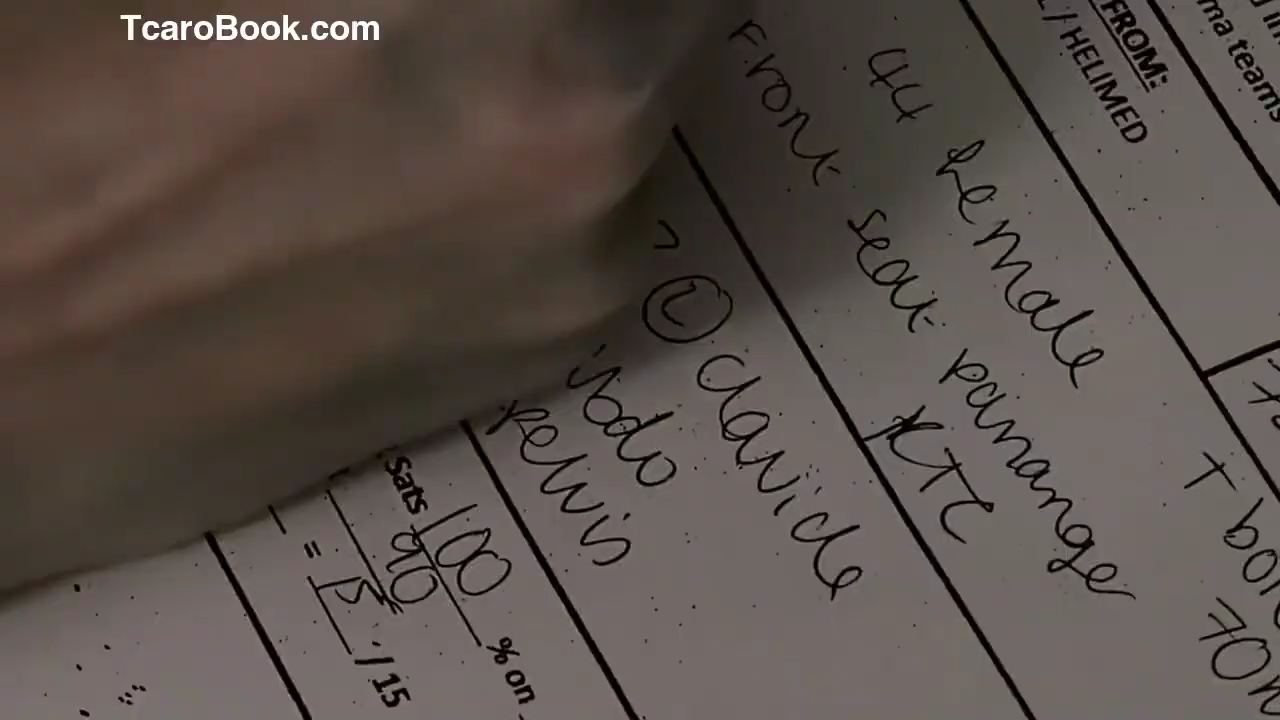 TcaroBook.com
FROM:
/ HELIMED
ma teams
44 female
Front seat
RTC
T
> L clavicle
abdo
pelvis
Sats 100 % on
90
= 15 / 15